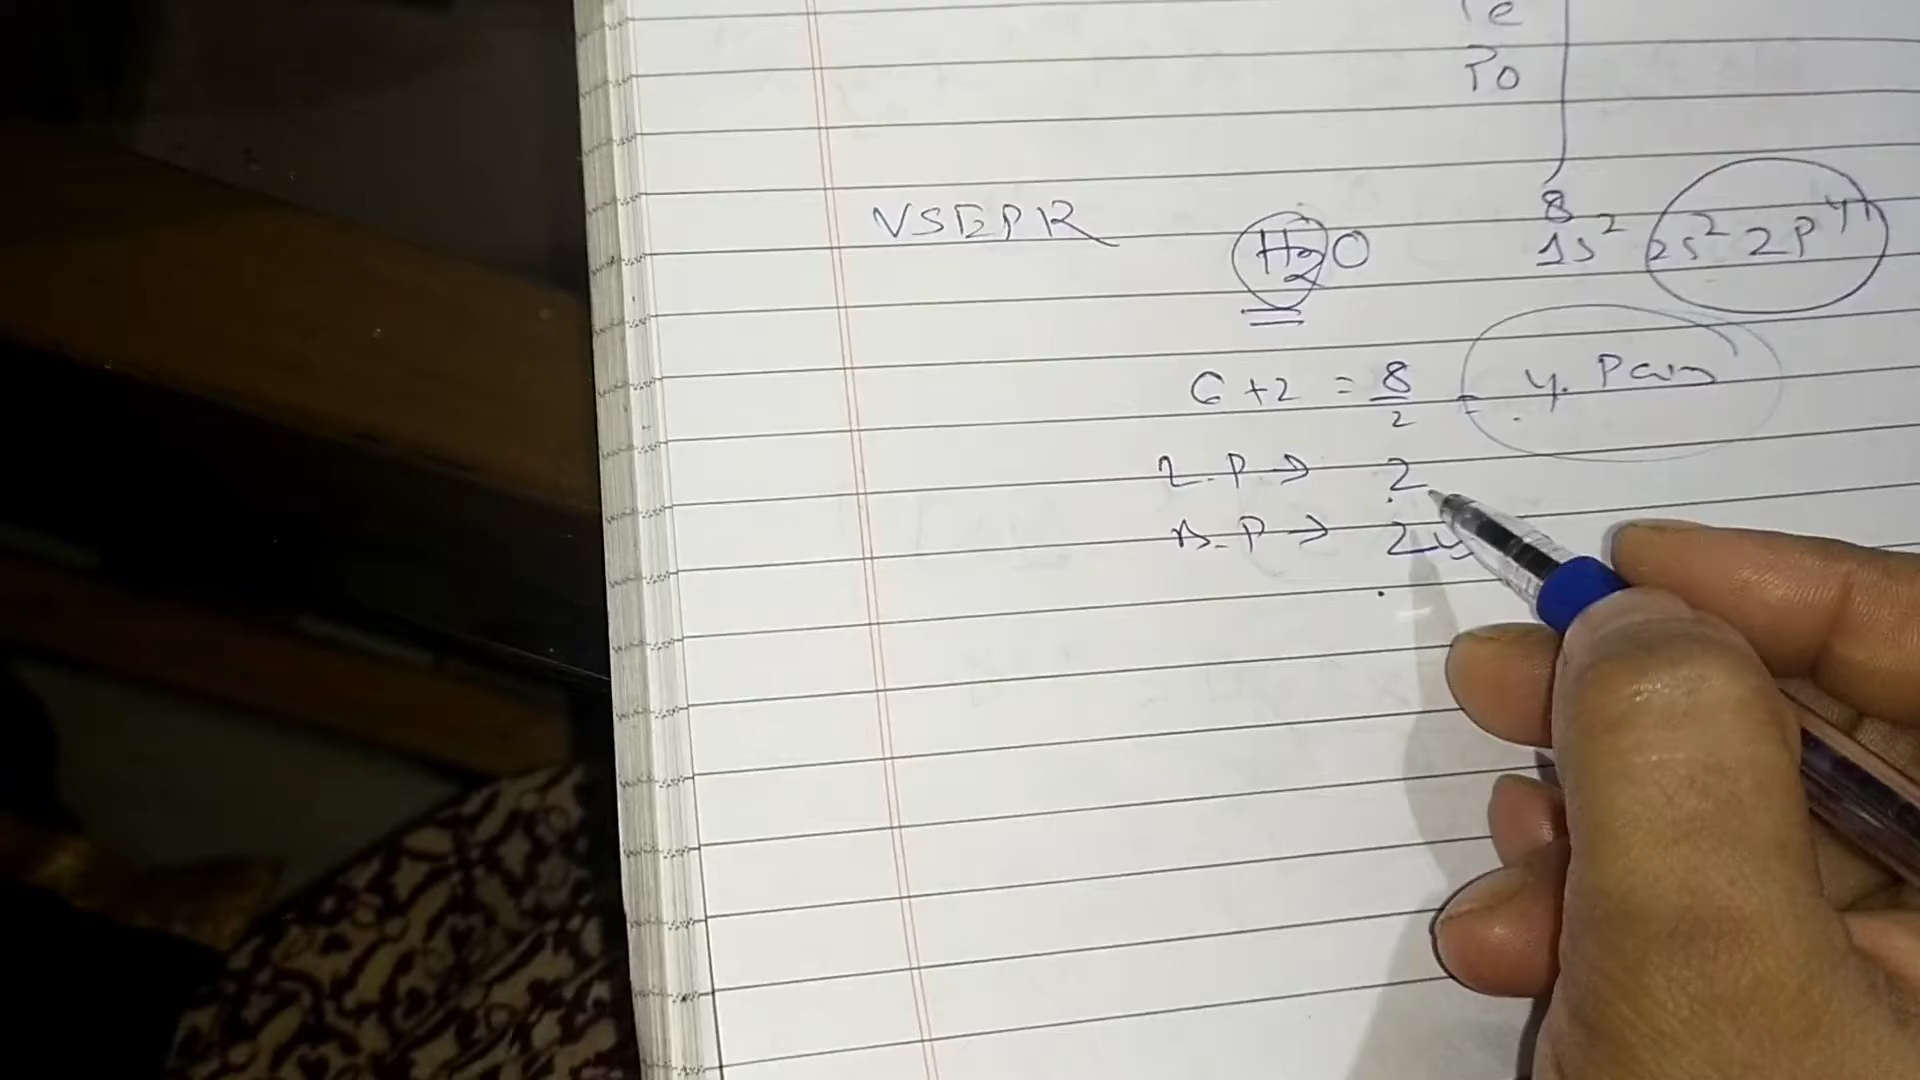 Te
Po
VSEPR H2O 8
1s² 2s² 2p⁴
6 + 2 = 8/2 = 4. Pair
L.P → 2
B.P → 2